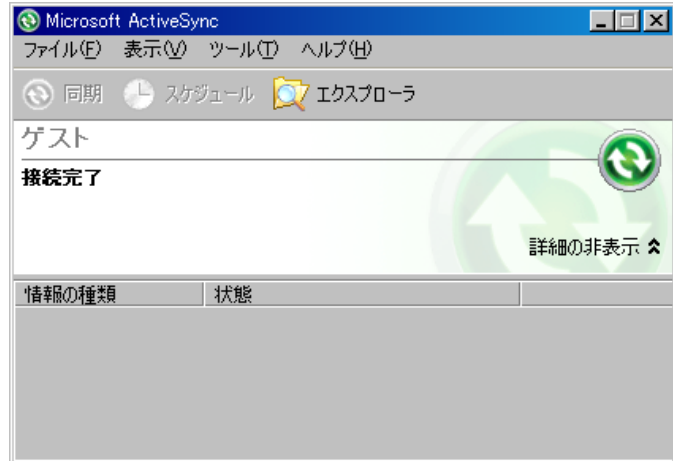 Microsoft ActiveSync
ファイル(F) 表示(V) ツール(T) ヘルプ(H)
同期 スケジュール エクスプローラ
ゲスト
接続完了
詳細の非表示
情報の種類 状態